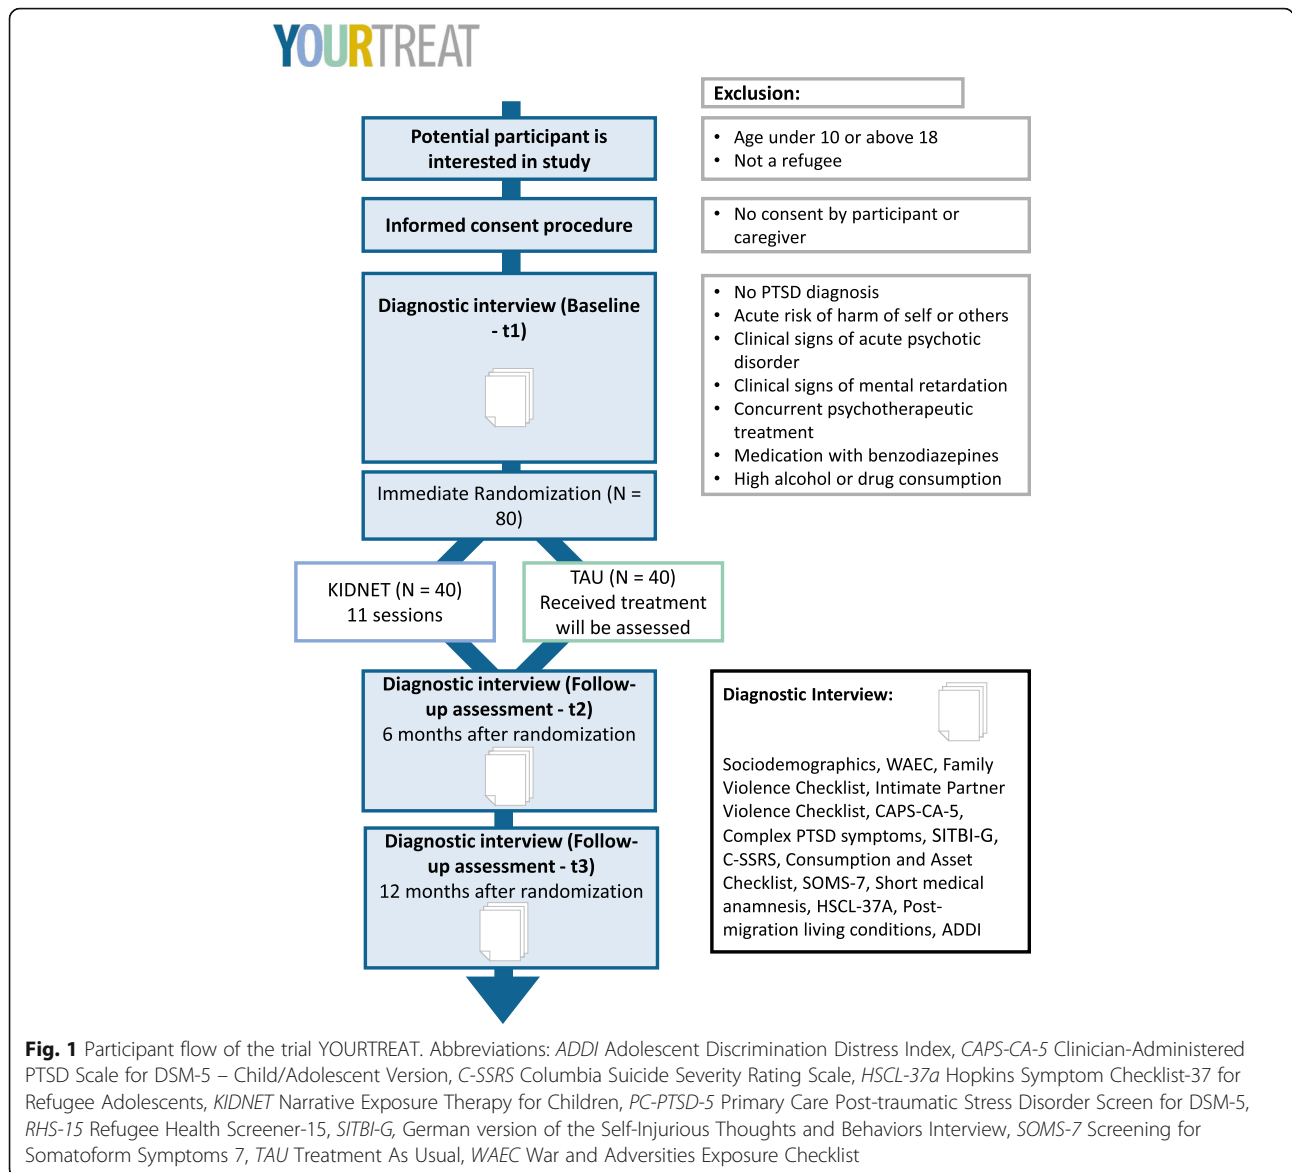 YOURTREAT
Exclusion:
Potential participant is
interested in study
• Age under 10 or above 18
• Not a refugee
Informed consent procedure
• No consent by participant or
caregiver
Diagnostic interview (Baseline
- t1)
• No PTSD diagnosis
• Acute risk of harm of self or others
• Clinical signs of acute psychotic
disorder
• Clinical signs of mental retardation
• Concurrent psychotherapeutic
treatment
• Medication with benzodiazepines
• High alcohol or drug consumption
Immediate Randomization (N =
80)
KIDNET (N = 40)
11 sessions
TAU (N = 40)
Received treatment
will be assessed
Diagnostic interview (Follow-
up assessment - t2)
6 months after randomization
Diagnostic interview (Follow-
up assessment - t3)
12 months after randomization
Diagnostic Interview:
Sociodemographics, WAEC, Family
Violence Checklist, Intimate Partner
Violence Checklist, CAPS-CA-5,
Complex PTSD symptoms, SITBI-G,
C-SSRS, Consumption and Asset
Checklist, SOMS-7, Short medical
anamnesis, HSCL-37A, Post-
migration living conditions, ADDI
Fig. 1 Participant flow of the trial YOURTREAT. Abbreviations: ADDI Adolescent Discrimination Distress Index, CAPS-CA-5 Clinician-Administered
PTSD Scale for DSM-5 – Child/Adolescent Version, C-SSRS Columbia Suicide Severity Rating Scale, HSCL-37a Hopkins Symptom Checklist-37 for
Refugee Adolescents, KIDNET Narrative Exposure Therapy for Children, PC-PTSD-5 Primary Care Post-traumatic Stress Disorder Screen for DSM-5,
RHS-15 Refugee Health Screener-15, SITBI-G, German version of the Self-Injurious Thoughts and Behaviors Interview, SOMS-7 Screening for
Somatoform Symptoms 7, TAU Treatment As Usual, WAEC War and Adversities Exposure Checklist